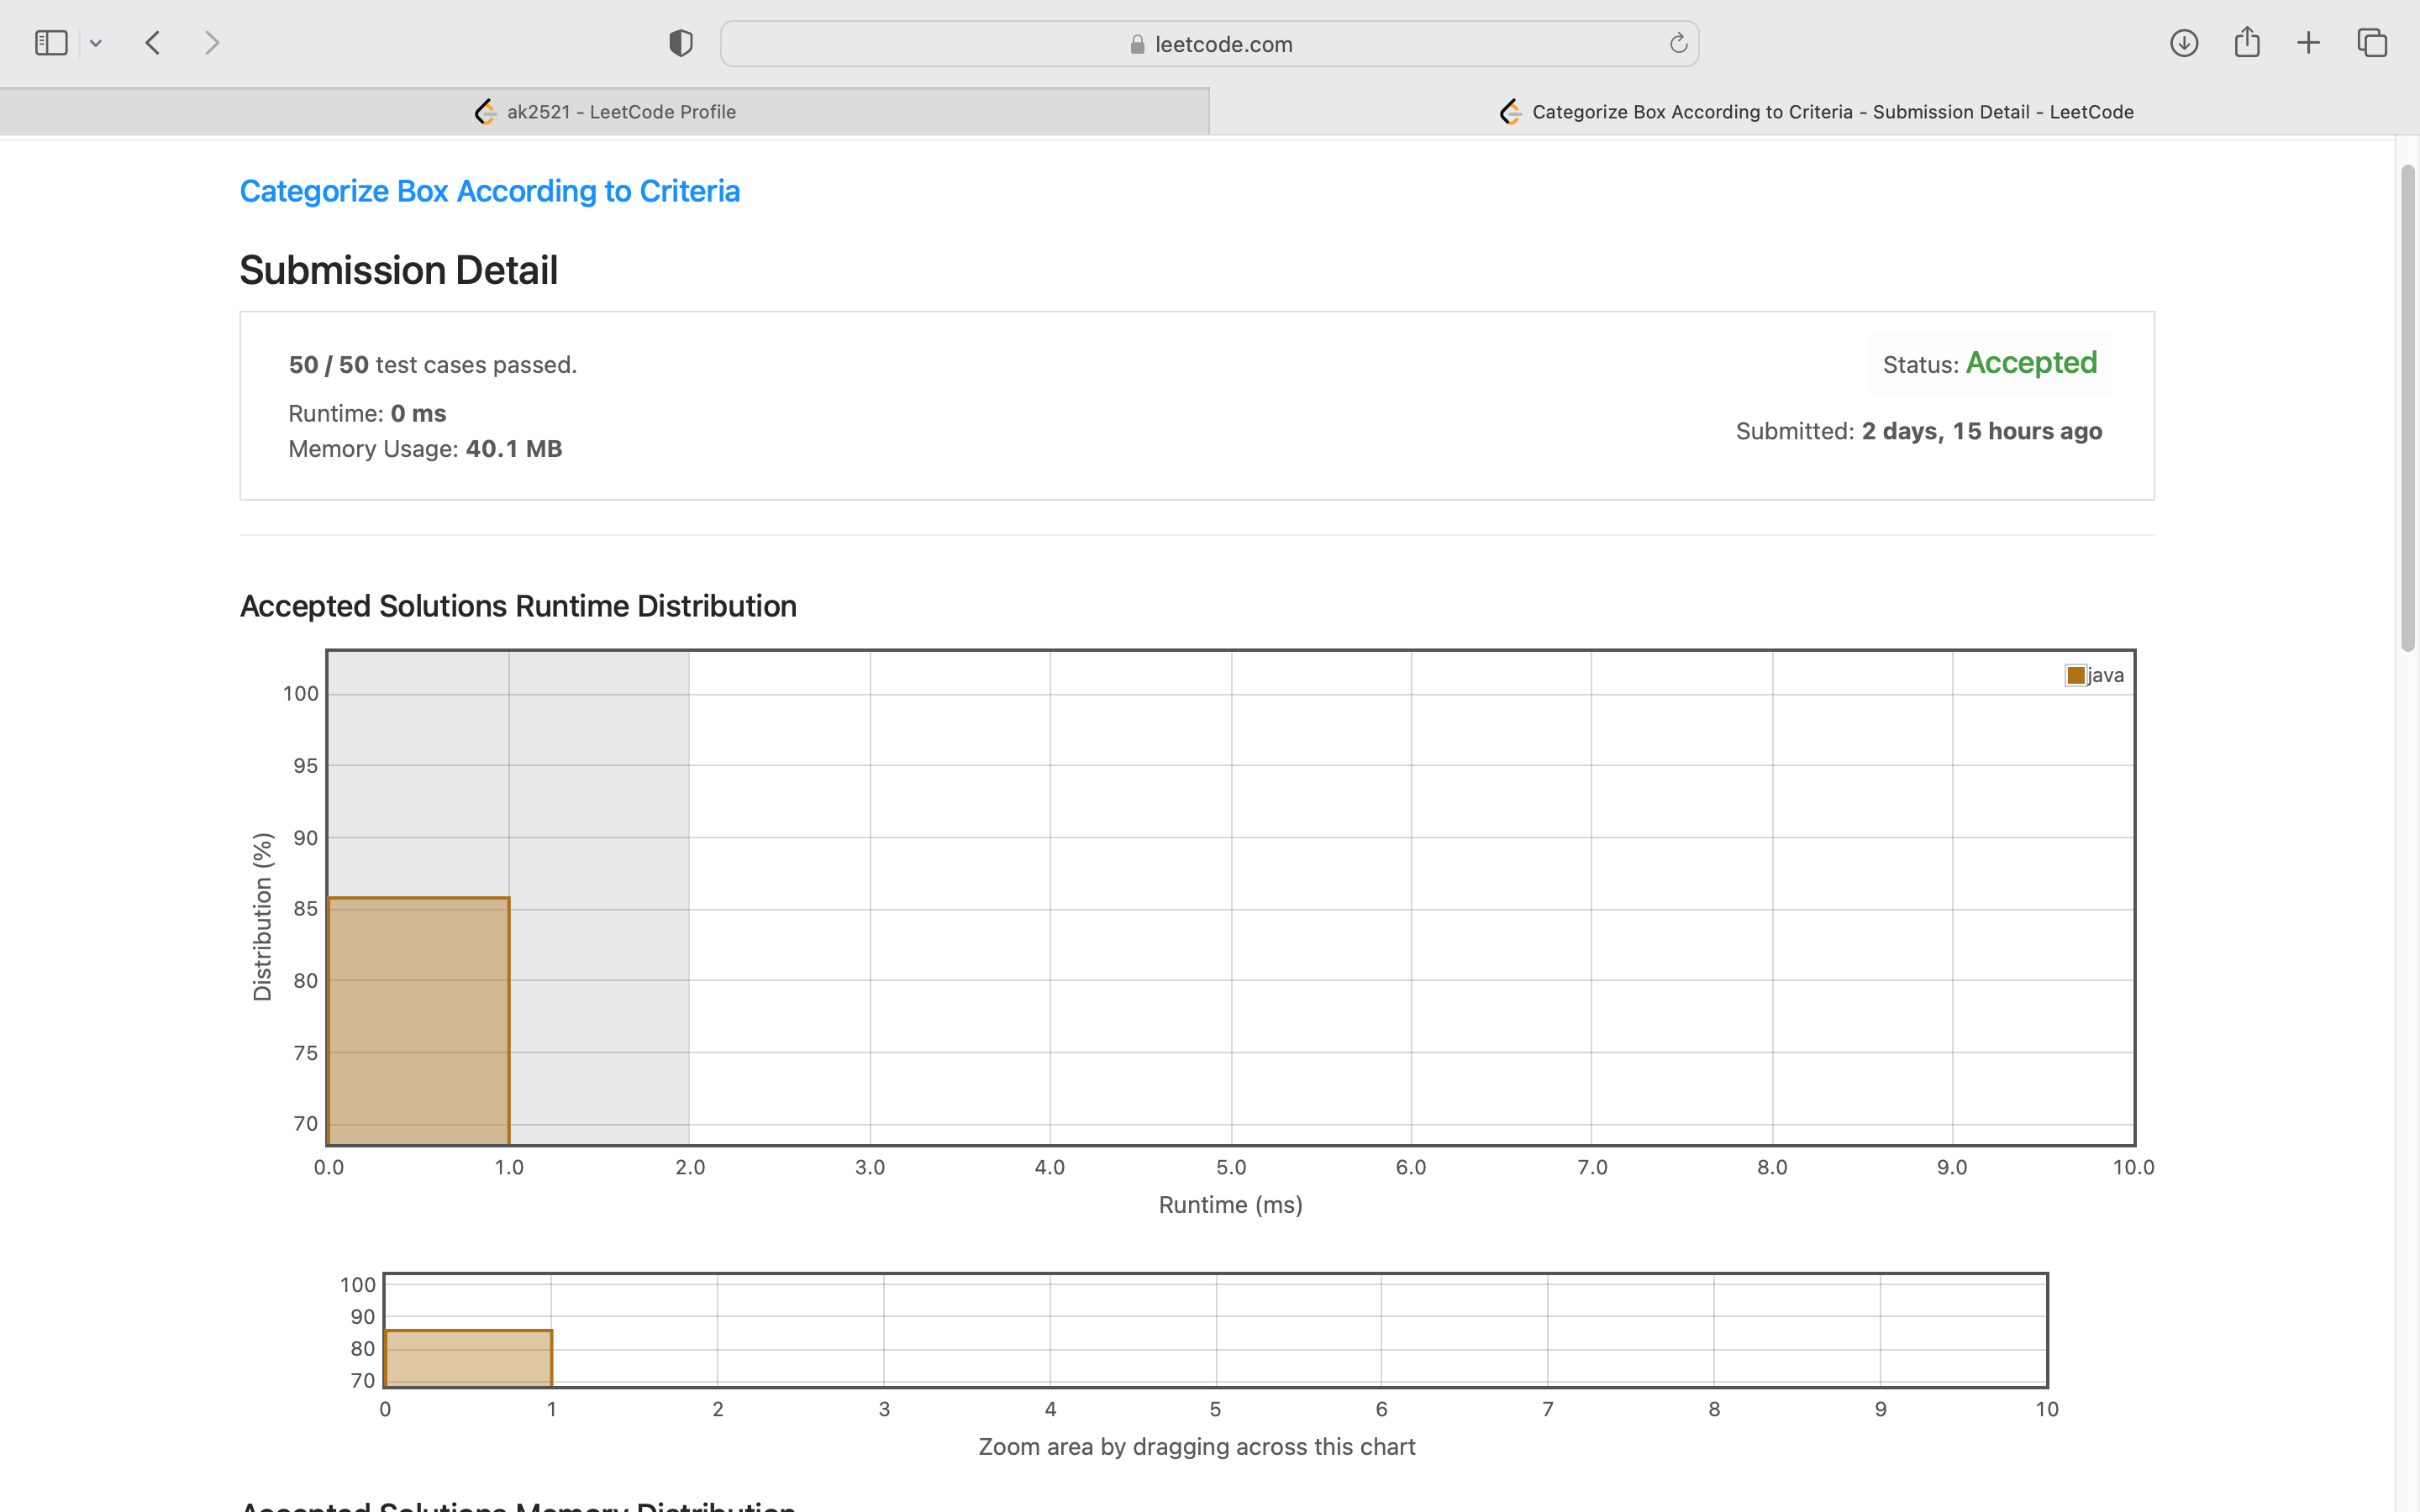 leetcode.com
ak2521 - LeetCode Profile
Categorize Box According to Criteria - Submission Detail - LeetCode
Categorize Box According to Criteria
Submission Detail
50 / 50 test cases passed.
Status: Accepted
Runtime: 0 ms
Submitted: 2 days, 15 hours ago
Memory Usage: 40.1 MB
Accepted Solutions Runtime Distribution
java
100
95
90
85
80
75
70
Distribution (%)
0.0 1.0 2.0 3.0 4.0 5.0 6.0 7.0 8.0 9.0 10.0
Runtime (ms)
100
90
80
70
0 1 2 3 4 5 6 7 8 9 10
Zoom area by dragging across this chart
Accepted Solutions Memory Distribution